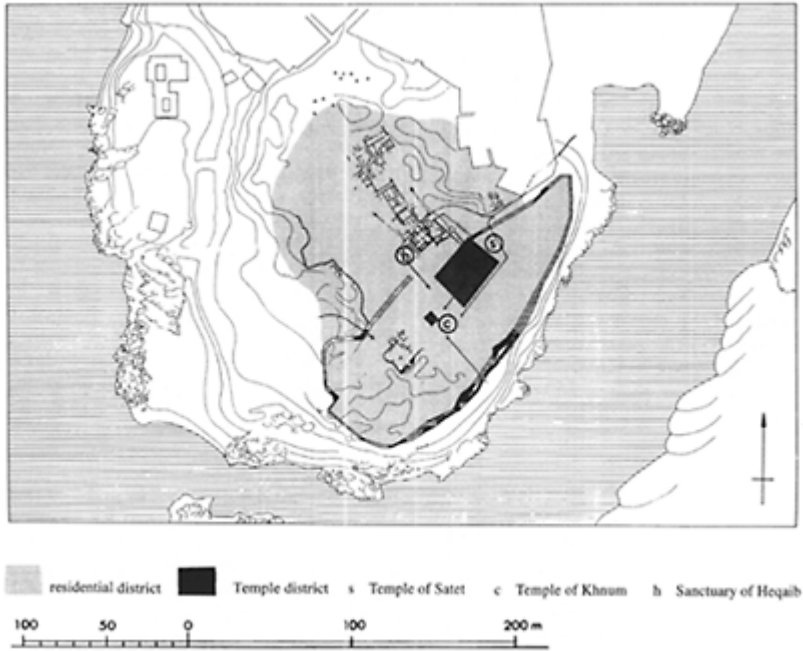 h
s
c
residential district Temple district s Temple of Satet c Temple of Khnum h Sanctuary of Heqaib
100 50 0 100 200 m